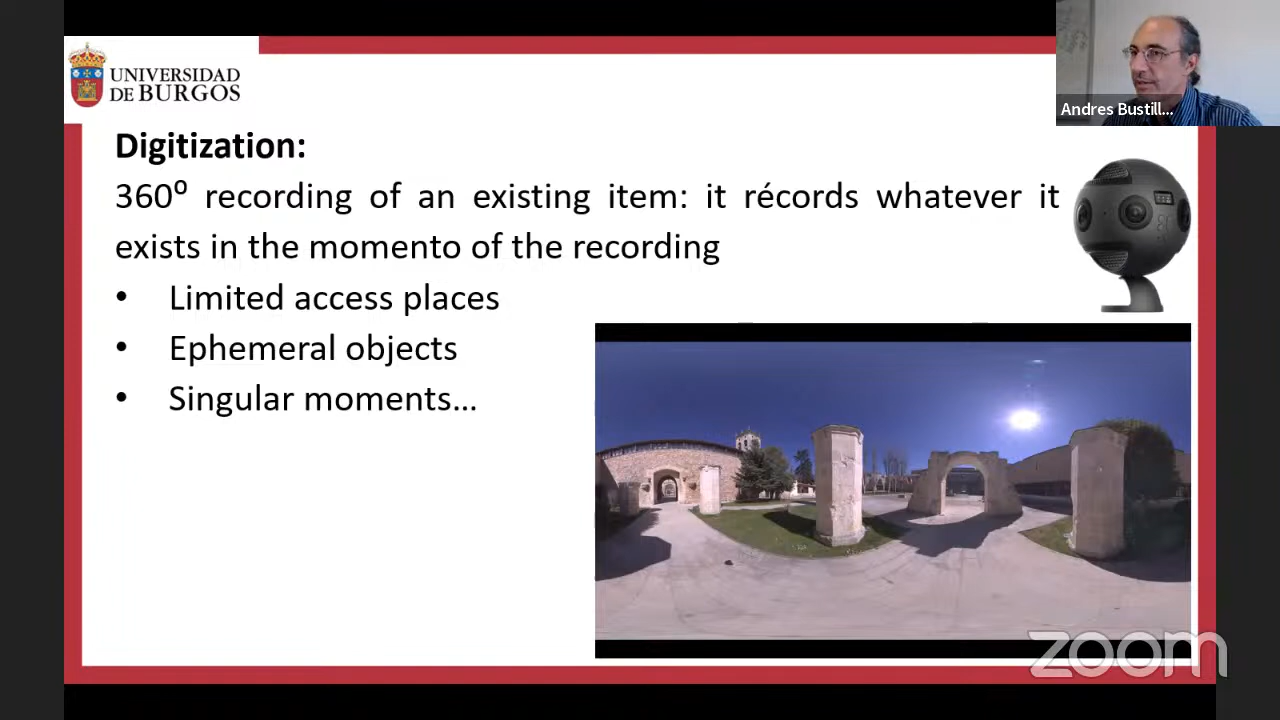 UNIVERSIDAD
DE BURGOS
Andres Bustill...
Digitization:
360º recording of an existing item: it récords whatever it
exists in the momento of the recording
• Limited access places
• Ephemeral objects
• Singular moments…
zoom